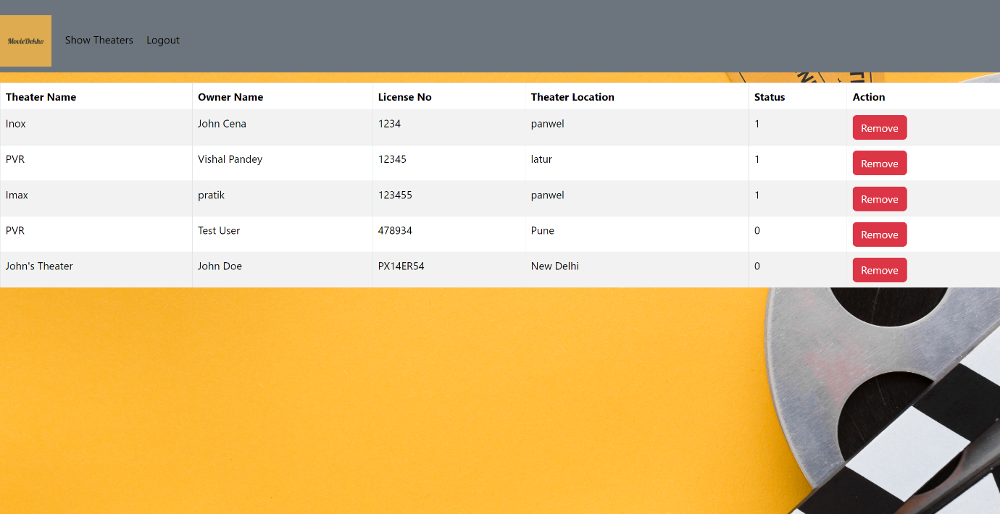 MovieDekho
Show Theaters Logout
Theater Name Owner Name License No Theater Location Status Action
Inox John Cena 1234 panwel 1 Remove
PVR Vishal Pandey 12345 latur 1 Remove
Imax pratik 123455 panwel 1 Remove
PVR Test User 478934 Pune 0 Remove
John's Theater John Doe PX14ER54 New Delhi 0 Remove